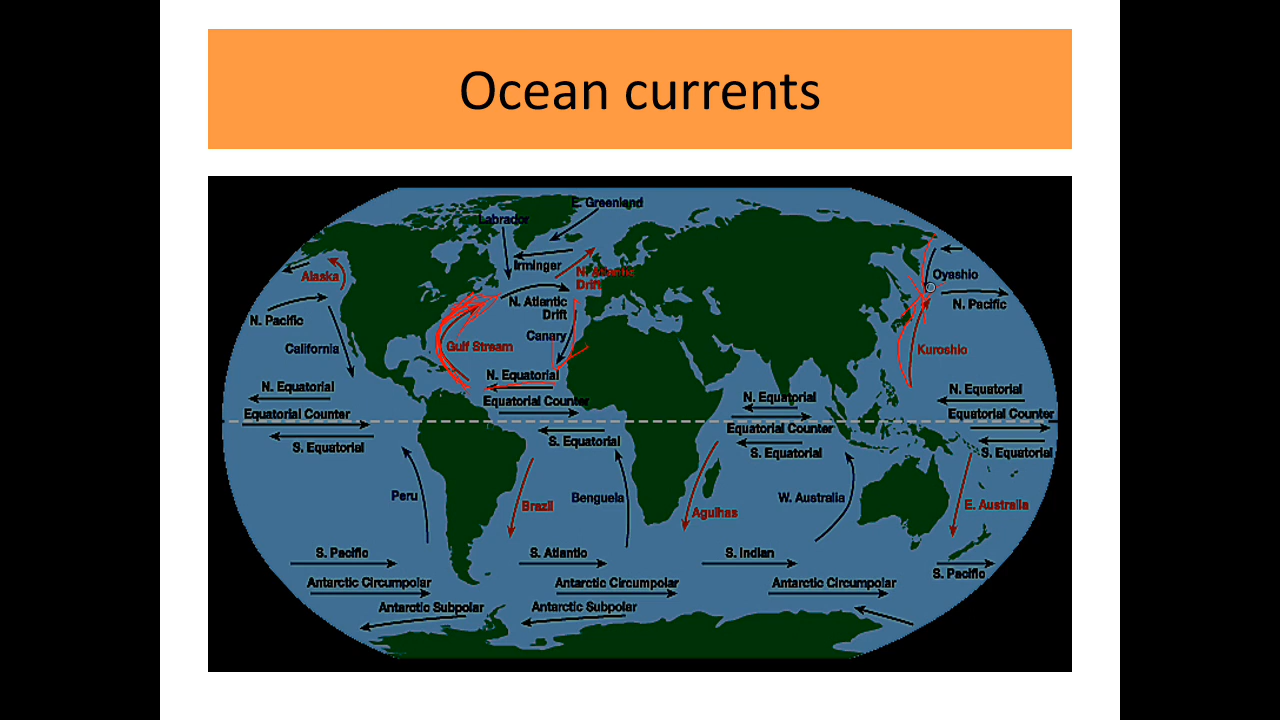 Ocean currents
E. Greenland
Labrador
Irminger
Alaska
N. Atlantic
Drift
N. Atlantic
Drift
Oyashio
N. Pacific
N. Pacific
Canary
California
Gulf Stream
Kuroshio
N. Equatorial
N. Equatorial
N. Equatorial
N. Equatorial
Equatorial Counter
Equatorial Counter
Equatorial Counter
Equatorial Counter
S. Equatorial
S. Equatorial
S. Equatorial
S. Equatorial
Peru
Brazil
Benguela
Agulhas
W. Australia
E. Australia
S. Pacific
S. Atlantic
S. Indian
S. Pacific
Antarctic Circumpolar
Antarctic Circumpolar
Antarctic Circumpolar
Antarctic Subpolar
Antarctic Subpolar